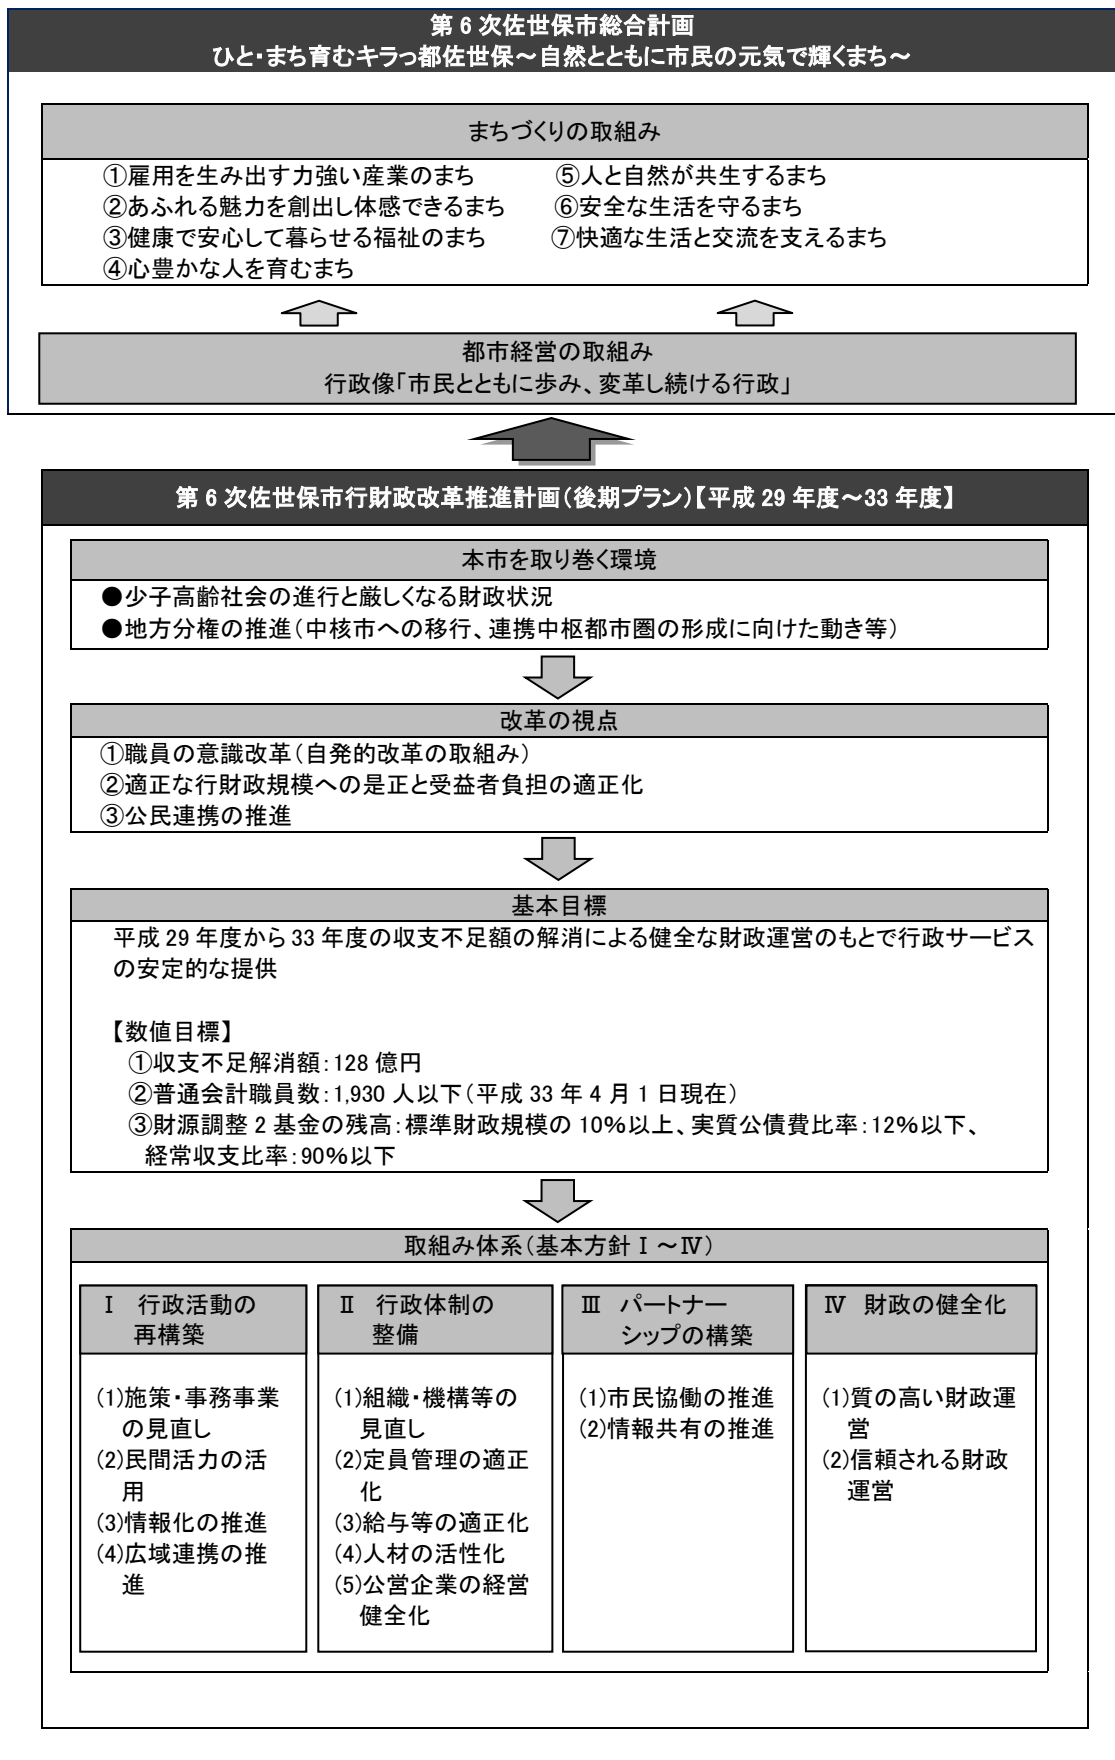 第 6 次佐世保市総合計画
ひと・まち育むキラっ都佐世保～自然とともに市民の元気で輝くまち～
まちづくりの取組み
①雇用を生み出す力強い産業のまち
②あふれる魅力を創出し体感できるまち
③健康で安心して暮らせる福祉のまち
④心豊かな人を育むまち
⑤人と自然が共生するまち
⑥安全な生活を守るまち
⑦快適な生活と交流を支えるまち
都市経営の取組み
行政像「市民とともに歩み、変革し続ける行政」
第 6 次佐世保市行財政改革推進計画（後期プラン）【平成 29 年度～33 年度】
本市を取り巻く環境
●少子高齢社会の進行と厳しくなる財政状況
●地方分権の推進（中核市への移行、連携中枢都市圏の形成に向けた動き等）
改革の視点
①職員の意識改革（自発的改革の取組み）
②適正な行財政規模への是正と受益者負担の適正化
③公民連携の推進
基本目標
平成 29 年度から 33 年度の収支不足額の解消による健全な財政運営のもとで行政サービス
の安定的な提供
【数値目標】
①収支不足解消額：128 億円
②普通会計職員数：1,930 人以下（平成 33 年 4 月 1 日現在）
③財源調整 2 基金の残高：標準財政規模の 10％以上、実質公債費比率：12％以下、
経常収支比率：90％以下
取組み体系（基本方針Ⅰ～Ⅳ）
Ⅰ 行政活動の
再構築
(1)施策・事務事業
の見直し
(2)民間活力の活
用
(3)情報化の推進
(4)広域連携の推
進
Ⅱ 行政体制の
整備
(1)組織・機構等の
見直し
(2)定員管理の適正
化
(3)給与等の適正化
(4)人材の活性化
(5)公営企業の経営
健全化
Ⅲ パートナー
シップの構築
(1)市民協働の推進
(2)情報共有の推進
Ⅳ 財政の健全化
(1)質の高い財政運
営
(2)信頼される財政
運営